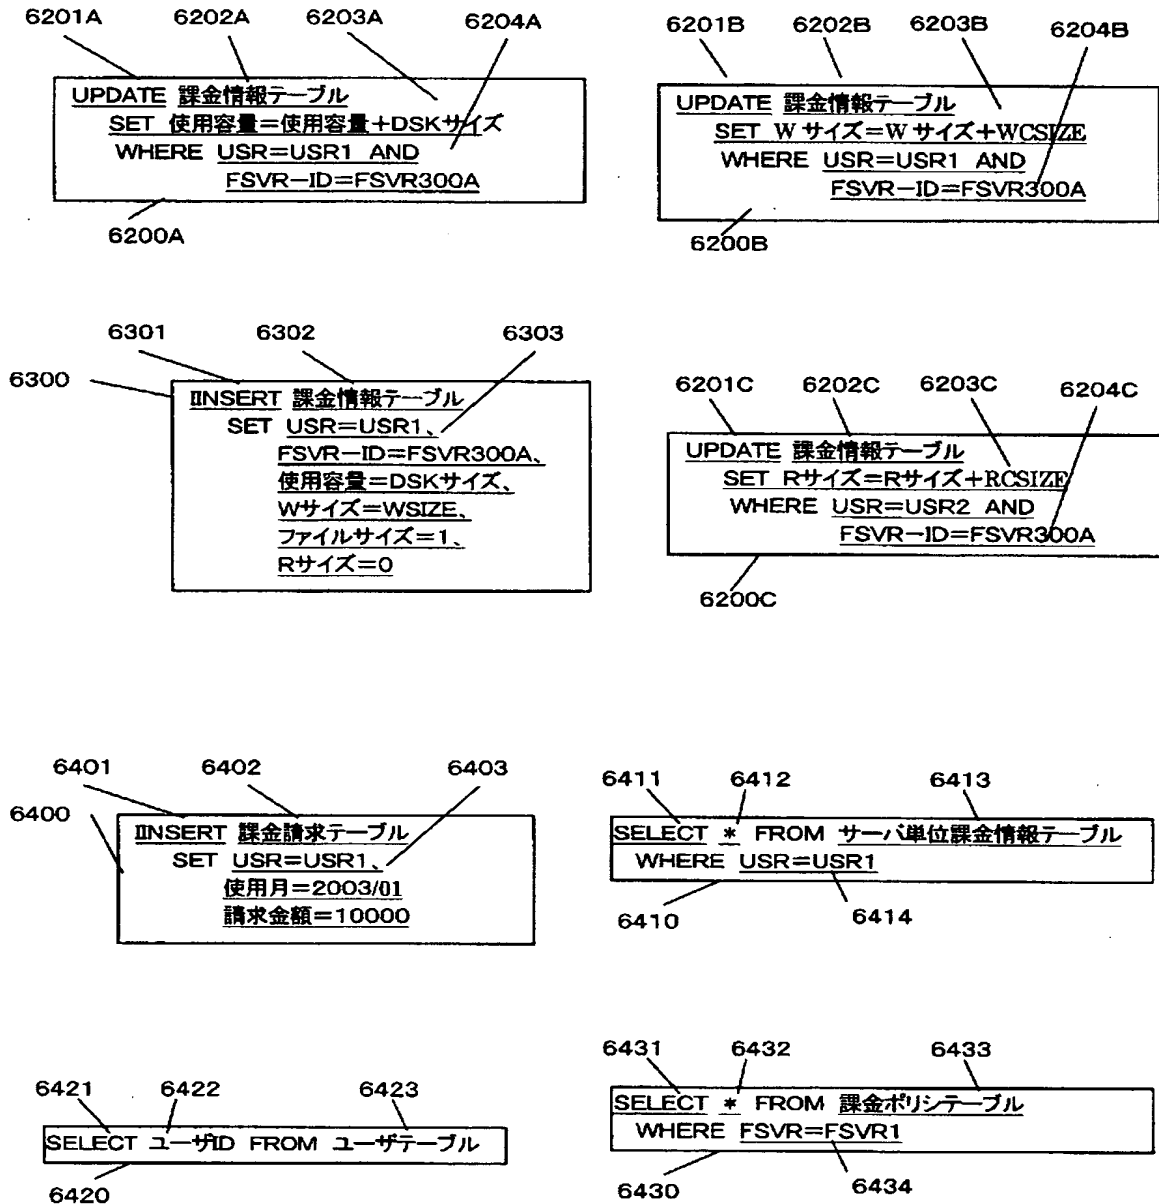 6201A 6202A 6203A 6204A
UPDATE 課金情報テーブル
SET 使用容量=使用容量+DSKサイズ
WHERE USR=USR1 AND
FSVR-ID=FSVR300A
6200A
6201B 6202B 6203B 6204B
UPDATE 課金情報テーブル
SET Wサイズ=Wサイズ+WCSIZE
WHERE USR=USR1 AND
FSVR-ID=FSVR300A
6200B
6301 6302 6303
6300
IINSERT 課金情報テーブル
SET USR=USR1、
FSVR-ID=FSVR300A、
使用容量=DSKサイズ、
Wサイズ=WSIZE、
ファイルサイズ=1、
Rサイズ=0
6201C 6202C 6203C 6204C
UPDATE 課金情報テーブル
SET Rサイズ=Rサイズ+RCSIZE
WHERE USR=USR2 AND
FSVR-ID=FSVR300A
6200C
6401 6402 6403
6400
IINSERT 課金請求テーブル
SET USR=USR1、
使用月=2003/01
請求金額=10000
6411 6412 6413
SELECT * FROM サーバ単位課金情報テーブル
WHERE USR=USR1
6410 6414
6421 6422 6423
SELECT ユーザID FROM ユーザテーブル
6420
6431 6432 6433
SELECT * FROM 課金ポリシテーブル
WHERE FSVR=FSVR1
6430 6434